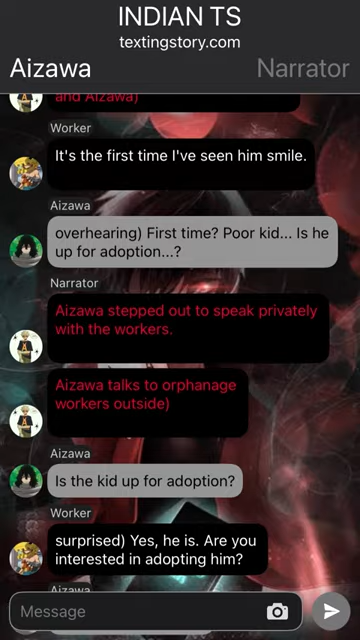 INDIAN TS
textingstory.com
Aizawa
Narrator
and Aizawa)
Worker
It's the first time I've seen him smile.
Aizawa
overhearing) First time? Poor kid... Is he
up for adoption...?
Narrator
Aizawa stepped out to speak privately
with the workers.
Aizawa talks to orphanage
workers outside)
Aizawa
Is the kid up for adoption?
Worker
surprised) Yes, he is. Are you
interested in adopting him?
Aizawa
Message